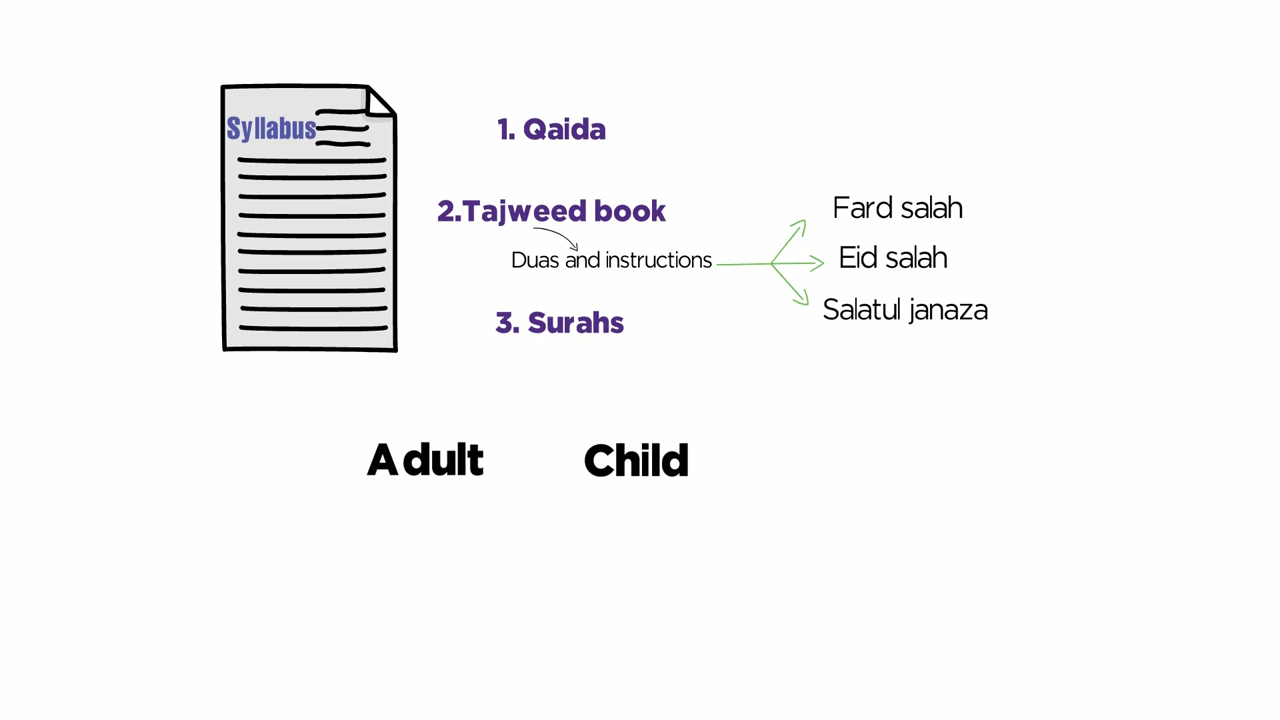 Syllabus
1. Qaida
2.Tajweed book
Duas and instructions
Fard salah
Eid salah
Salatul janaza
3. Surahs
Adult
Child